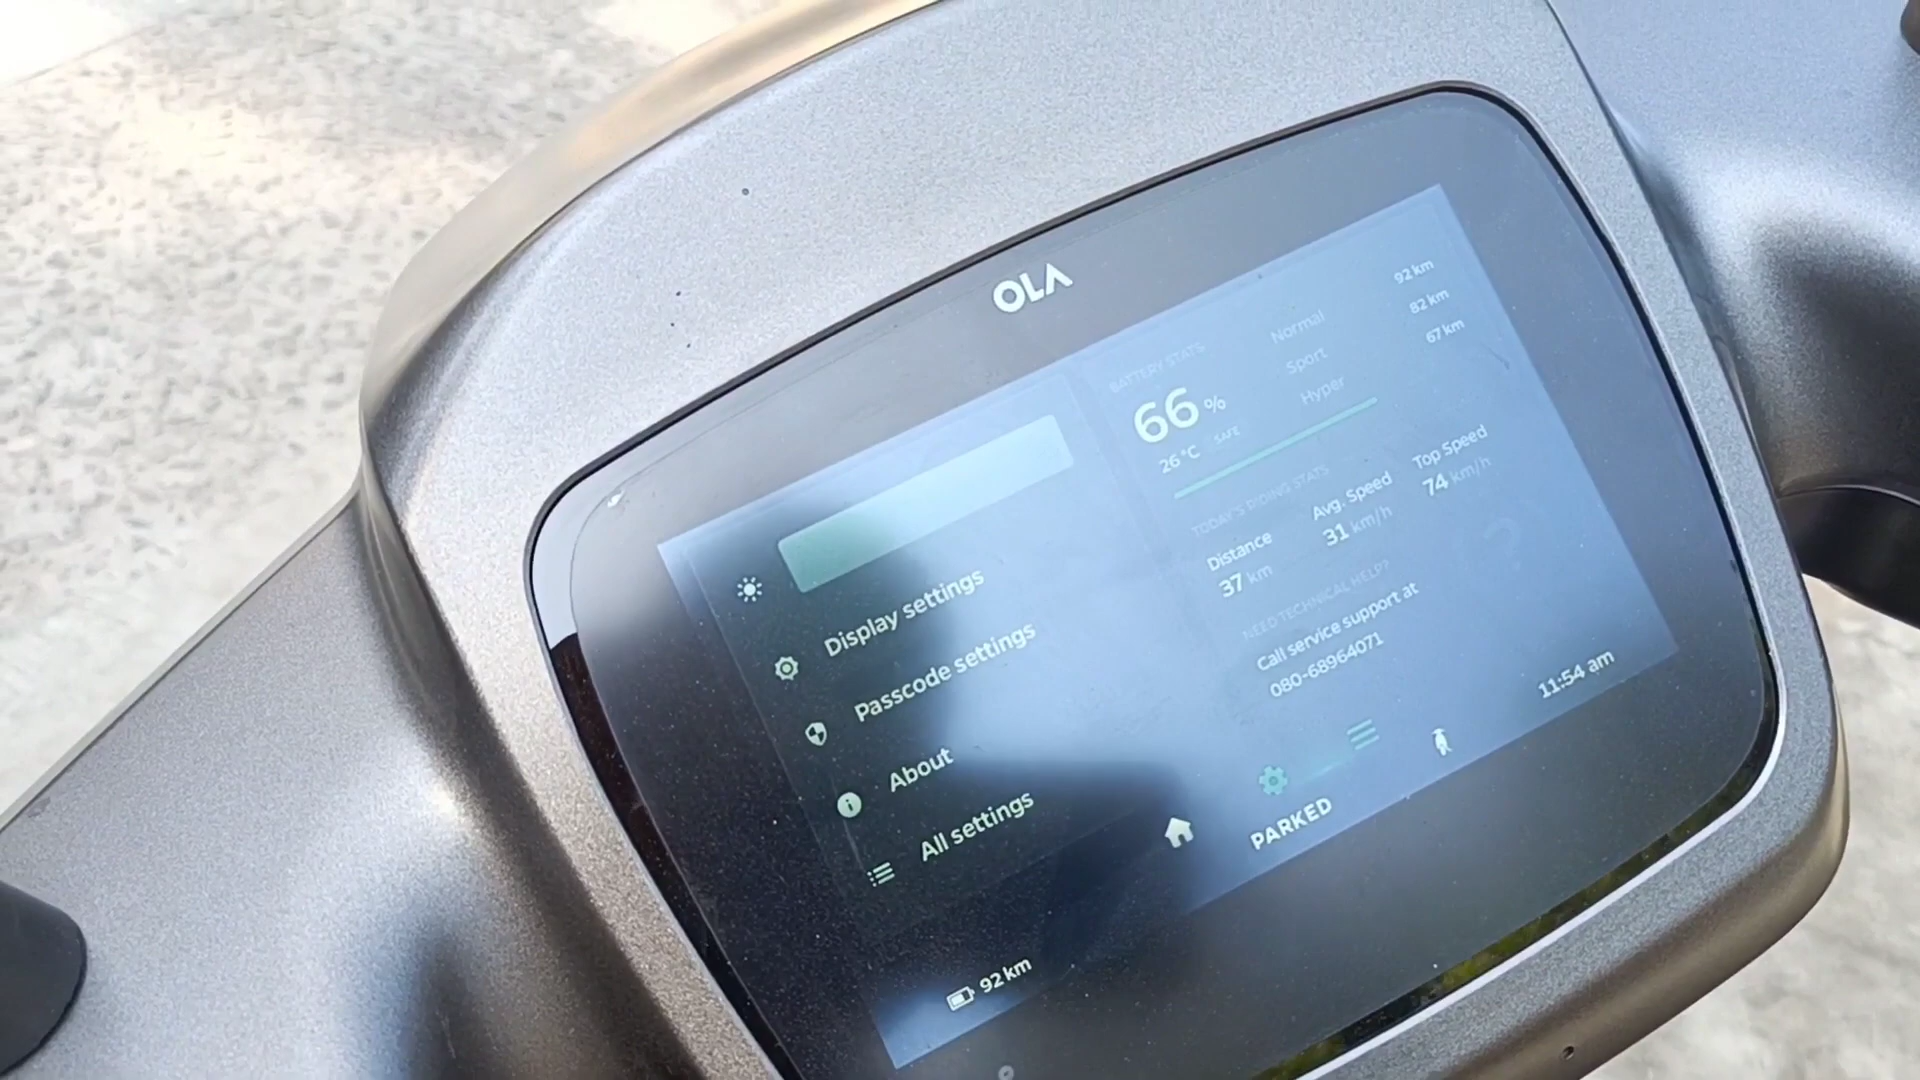 OLA
Display settings
Passcode settings
About
All settings
BATTERY STATS
66 %
26 °C SAFE
Normal 92 km
Sport 82 km
Hyper 67 km
TODAY'S RIDING STATS
Distance Avg. Speed Top Speed
37 km 31 km/h 74 km/h
NEED TECHNICAL HELP?
Call service support at
080-68964071
92 km
PARKED
11:54 am